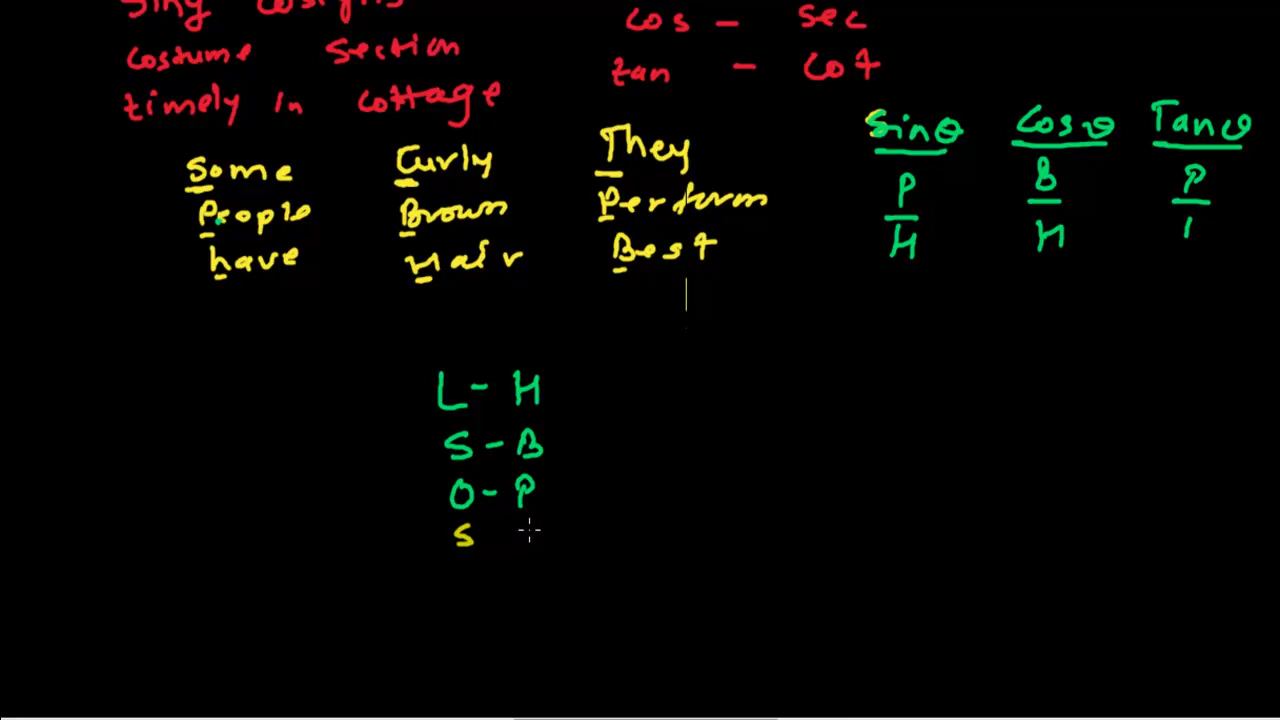 cos - sec
costume section
tan - cot
timely in cottage
Sinθ Cosθ Tanθ
Some Curly They
People Brown Perform
have Hair Best
P B P
H H
L - H
S - B
O - P
S